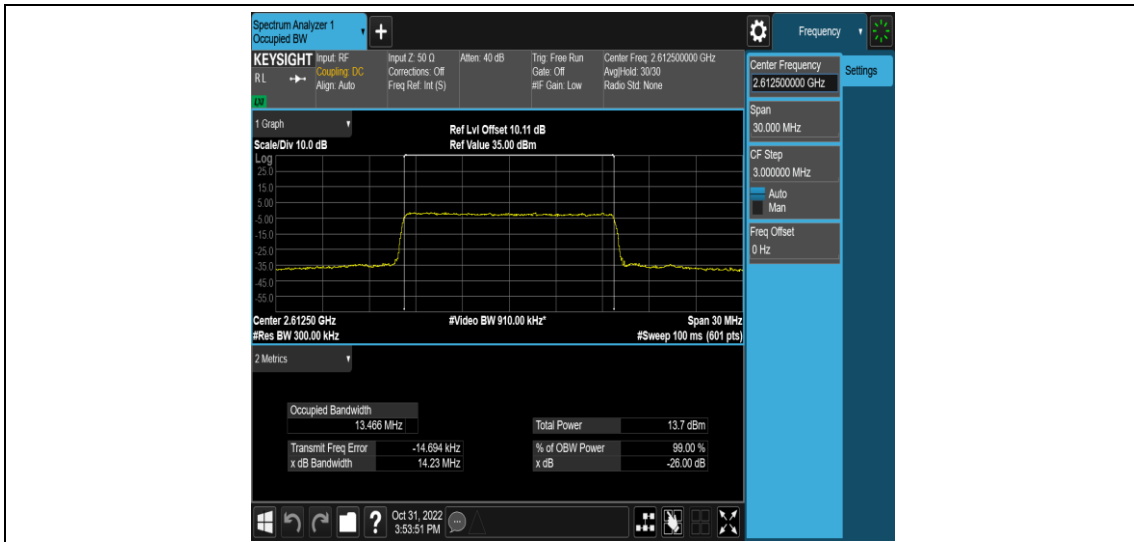 Spectrum Analyzer 1
Occupied BW
+
Frequency
KEYSIGHT
RL
LXI
Input: RF
Coupling: DC
Align: Auto
Input Z: 50 Ω
Corrections: Off
Freq Ref: Int (S)
Atten: 40 dB
Trig: Free Run
Gate: Off
#IF Gain: Low
Center Freq: 2.612500000 GHz
Avg|Hold: 30/30
Radio Std: None
Center Frequency
2.612500000 GHz
Settings
Span
30.000 MHz
CF Step
3.000000 MHz
Auto
Man
Freq Offset
0 Hz
1 Graph
Scale/Div 10.0 dB
Ref Lvl Offset 10.11 dB
Ref Value 35.00 dBm
Log
25.0
15.0
5.00
-5.00
-15.0
-25.0
-35.0
-45.0
-55.0
Center 2.61250 GHz
#Video BW 910.00 kHz*
Span 30 MHz
#Res BW 300.00 kHz
#Sweep 100 ms (601 pts)
2 Metrics
Occupied Bandwidth
13.466 MHz
Total Power 13.7 dBm
Transmit Freq Error -14.694 kHz
% of OBW Power 99.00 %
x dB Bandwidth 14.23 MHz
x dB -26.00 dB
?
Oct 31, 2022
3:53:51 PM